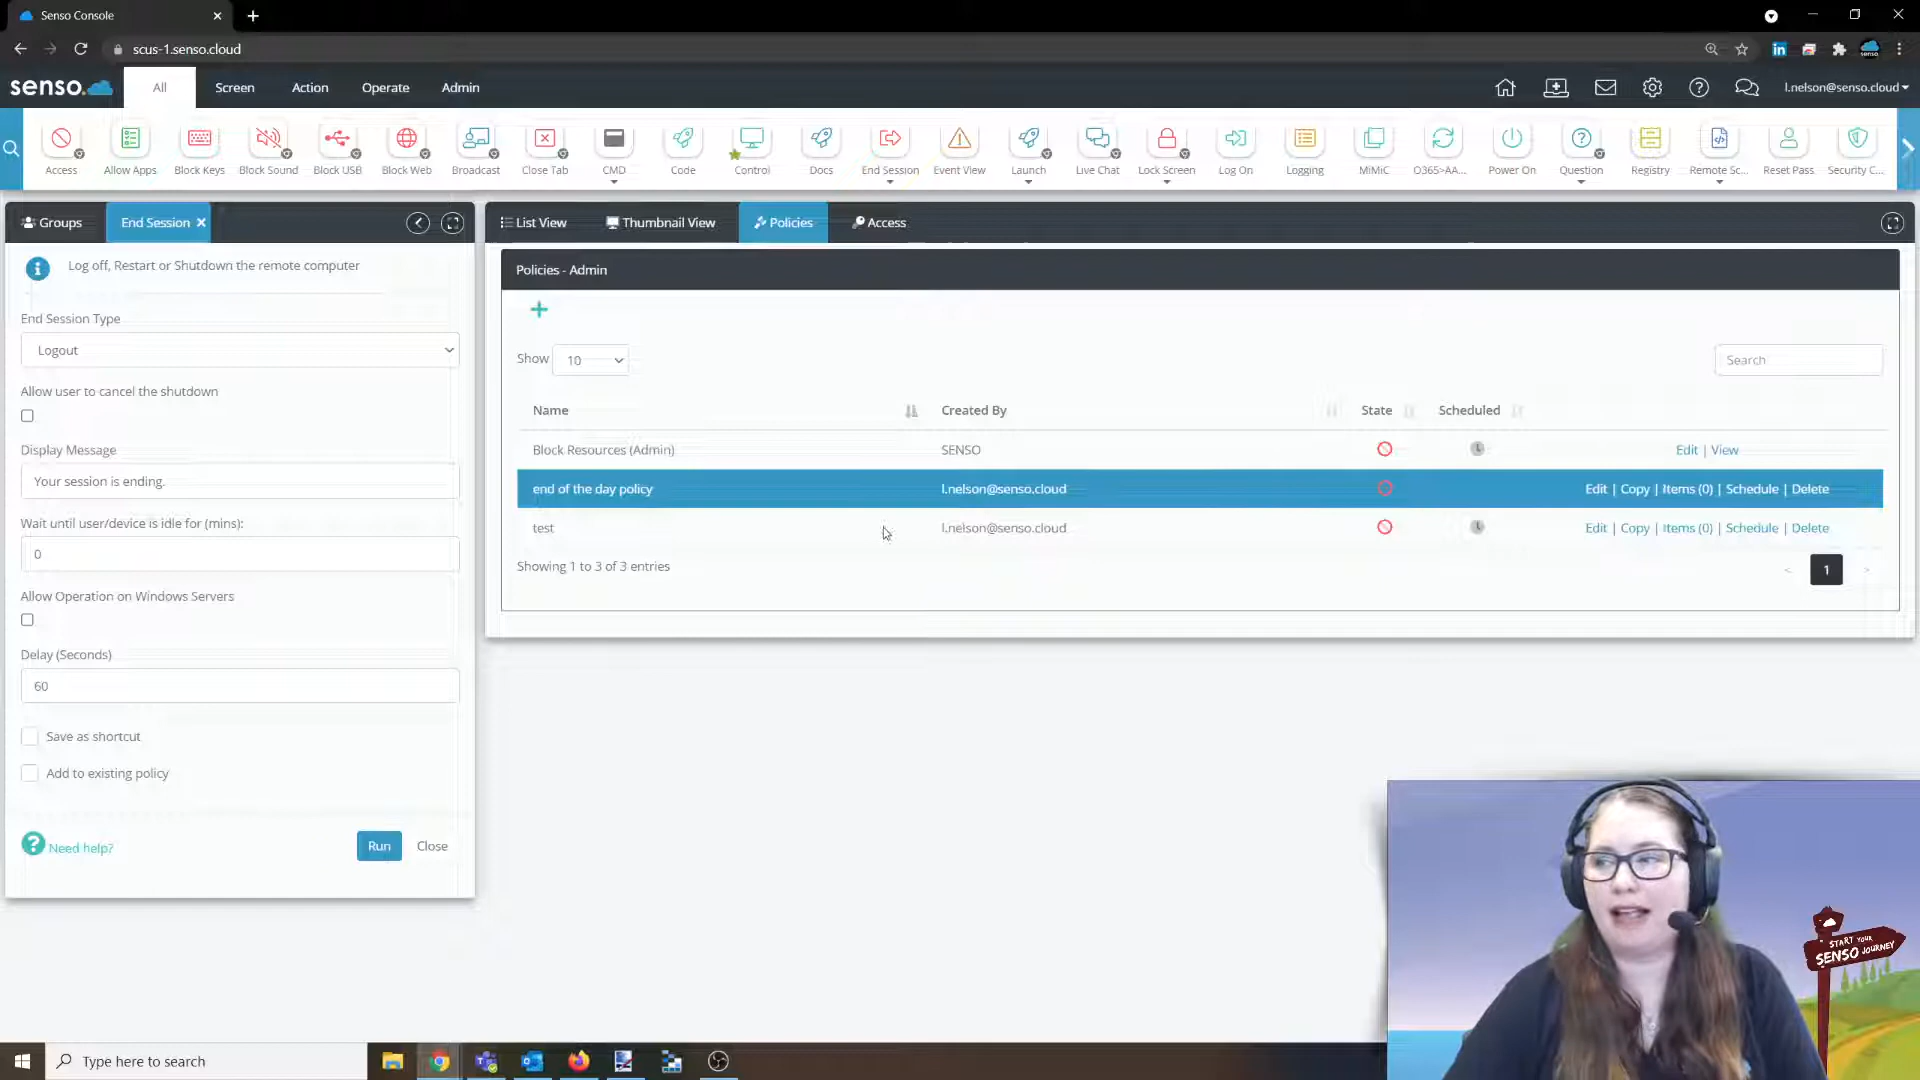 Senso Console
scus-1.senso.cloud
senso.
All
Screen
Action
Operate
Admin
l.nelson@senso.cloud
Access
Allow Apps
Block Keys
Block Sound
Block USB
Block Web
Broadcast
Close Tab
CMD
Code
Control
Docs
End Session
Event View
Launch
Live Chat
Lock Screen
Log On
Logging
MiMiC
O365>AA...
Power On
Question
Registry
Remote Sc...
Reset Pass
Security C...
Groups
End Session
List View
Thumbnail View
Policies
Access
Log off, Restart or Shutdown the remote computer
End Session Type
Logout
Allow user to cancel the shutdown
Display Message
Your session is ending.
Wait until user/device is idle for (mins):
0
Allow Operation on Windows Servers
Delay (Seconds)
60
Save as shortcut
Add to existing policy
Need help?
Run
Close
Policies - Admin
Show 10
Search
Name Created By State Scheduled
Block Resources (Admin) SENSO Edit | View
end of the day policy l.nelson@senso.cloud Edit | Copy | Items (0) | Schedule | Delete
test l.nelson@senso.cloud Edit | Copy | Items (0) | Schedule | Delete
Showing 1 to 3 of 3 entries
< 1 >
START YOUR
SENSO JOURNEY
Type here to search